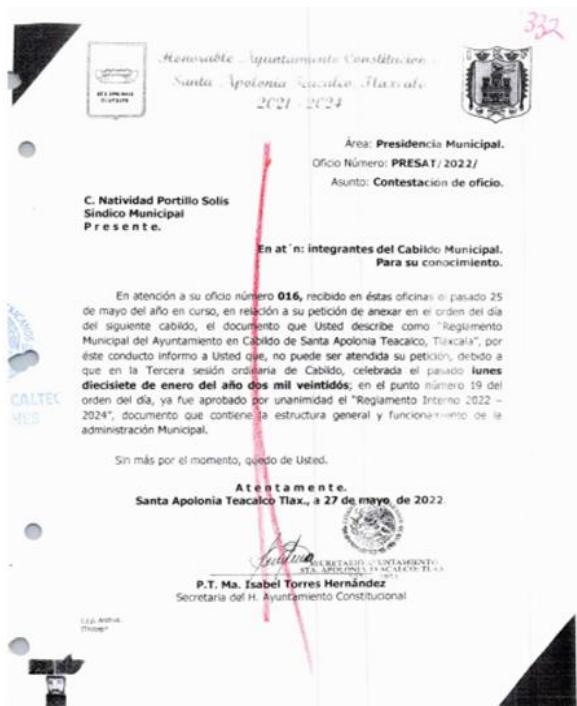 332
Honorable Ayuntamiento Constitucional
Santa Apolonia Teacalco, Tlaxcala
2021 - 2024
Área: Presidencia Municipal.
Oficio Número: PRESAT/2022/
Asunto: Contestación de oficio.
C. Natividad Portillo Solís
Síndico Municipal
P r e s e n t e.
En at´n: integrantes del Cabildo Municipal.
Para su conocimiento.
En atención a su oficio número 016, recibido en éstas oficinas el pasado 25
de mayo del año en curso, en relación a su petición de anexar en el orden del día
del siguiente cabildo, el documento que Usted describe como "Reglamento
Municipal del Ayuntamiento en Cabildo de Santa Apolonia Teacalco, Tlaxcala", por
éste conducto informo a Usted que, no puede ser atendida su petición, debido a
que en la Tercera sesión ordinaria de Cabildo, celebrada el pasado lunes
diecisiete de enero del año dos mil veintidós; en el punto número 19 del
orden del día, ya fue aprobado por unanimidad el "Reglamento Interno 2022 –
2024", documento que contiene la estructura general y funcionamiento de la
administración Municipal.
Sin más por el momento, quedo de Usted.
A t e n t a m e n t e.
Santa Apolonia Teacalco Tlax., a 27 de mayo de 2022
STA. APOLONIA TEACALCO; TLAX
P.T. Ma. Isabel Torres Hernández
Secretaria del H. Ayuntamiento Constitucional